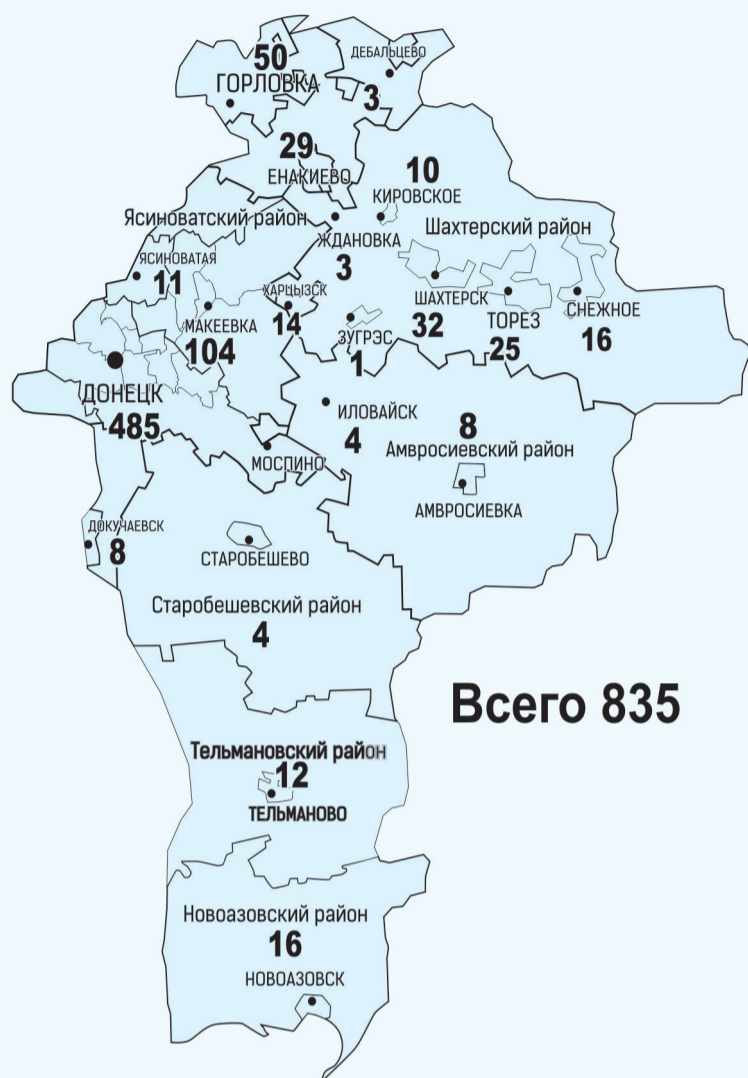 50
ГОРЛОВКА
ДЕБАЛЬЦЕВО
3
29
ЕНАКИЕВО
10
КИРОВСКОЕ
Ясиноватский район
ЖДАНОВКА
3
Шахтерский район
ЯСИНОВАТАЯ
11
МАКЕЕВКА
104
ХАРЦЫЗСК
14
ЗУГРЭС
1
ШАХТЕРСК
32
ТОРЕЗ
25
СНЕЖНОЕ
16
ДОНЕЦК
485
ИЛОВАЙСК
4
8
Амвросиевский район
АМВРОСИЕВКА
МОСПИНО
ДОКУЧАЕВСК
8
СТАРОБЕШЕВО
Старобешевский район
4
Всего 835
Тельмановский район
12
ТЕЛЬМАНОВО
Новоазовский район
16
НОВОАЗОВСК